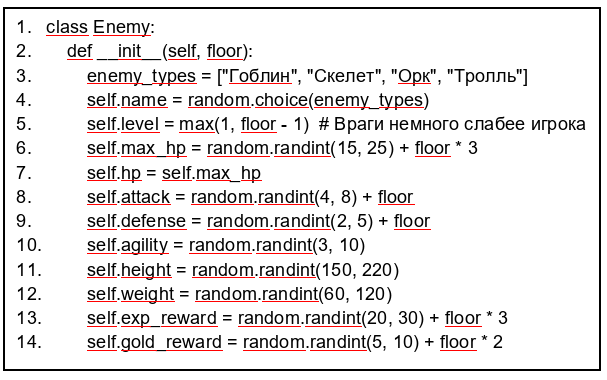 1. class Enemy:
2. def __init__(self, floor):
3. enemy_types = ["Гоблин", "Скелет", "Орк", "Тролль"]
4. self.name = random.choice(enemy_types)
5. self.level = max(1, floor - 1)  # Враги немного слабее игрока
6. self.max_hp = random.randint(15, 25) + floor * 3
7. self.hp = self.max_hp
8. self.attack = random.randint(4, 8) + floor
9. self.defense = random.randint(2, 5) + floor
10. self.agility = random.randint(3, 10)
11. self.height = random.randint(150, 220)
12. self.weight = random.randint(60, 120)
13. self.exp_reward = random.randint(20, 30) + floor * 3
14. self.gold_reward = random.randint(5, 10) + floor * 2